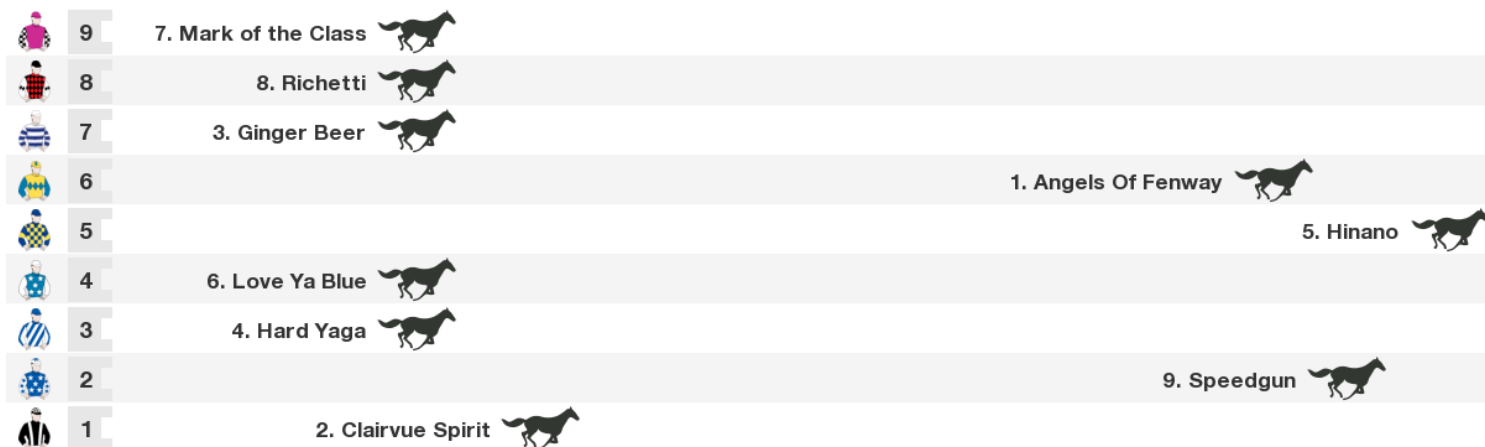 9 7. Mark of the Class
8 8. Richetti
7 3. Ginger Beer
6 1. Angels Of Fenway
5 5. Hinano
4 6. Love Ya Blue
3 4. Hard Yaga
2 9. Speedgun
1 2. Clairvue Spirit